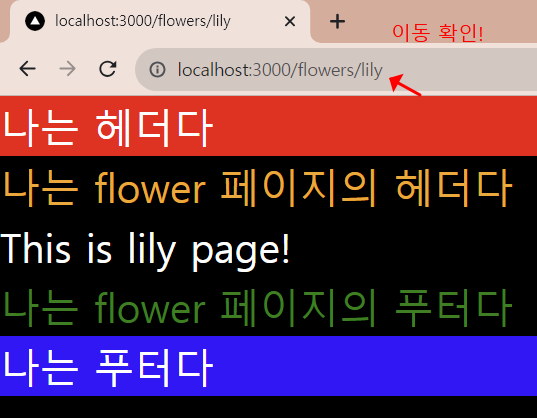 localhost:3000/flowers/lily
이동 확인!
localhost:3000/flowers/lily
나는 헤더다
나는 flower 페이지의 헤더다
This is lily page!
나는 flower 페이지의 푸터다
나는 푸터다